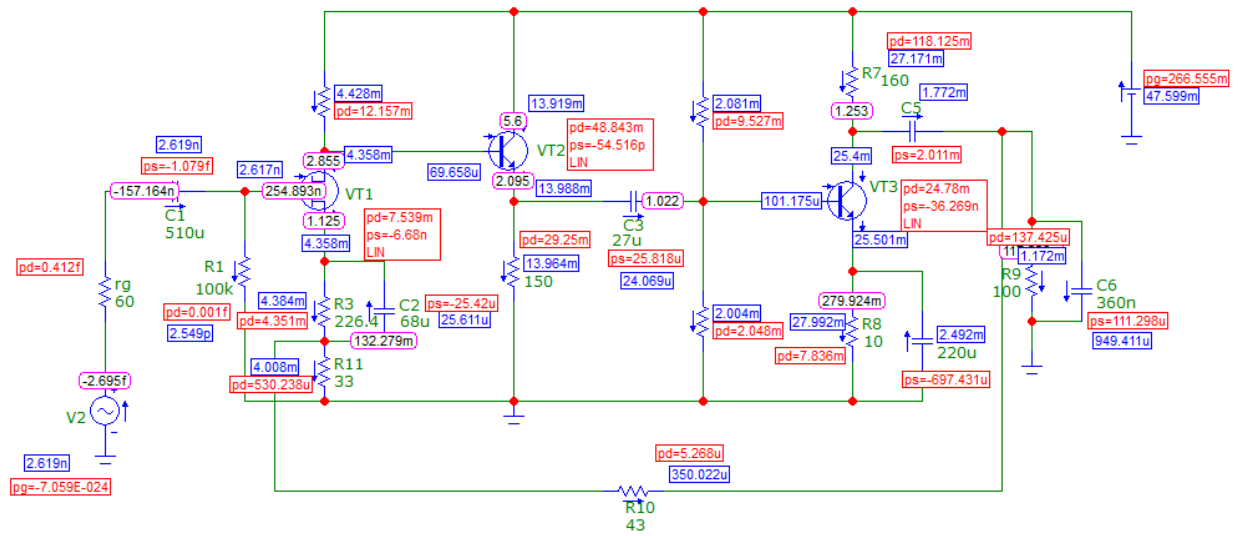 pd=118.125m
27.171m
R7
160
1.253
1.772m
C5
ps=2.011m
pg=266.555m
47.599m
4.428m
pd=12.157m
2.081m
pd=9.527m
13.919m
5.6
pd=48.843m
ps=-54.516p
LIN
VT2
2.619n
ps=-1.079f
2.617n
2.855
4.358m
69.658u
2.095
13.988m
-157.164n
C1
510u
254.893n
VT1
1.125
4.358m
pd=7.539m
ps=-6.68n
LIN
C3
27u
1.022
ps=25.818u
24.069u
25.4m
101.175u
VT3
pd=24.78m
ps=-36.269n
LIN
25.501m
pd=137.425u
1.172m
R9
100
C6
360n
ps=111.298u
949.411u
pd=0.412f
rg
60
R1
100k
pd=0.001f
2.549p
4.384m
pd=4.351m
R3
226.4
C2
68u
ps=-25.42u
25.611u
pd=29.25m
13.964m
150
2.004m
pd=2.048m
279.924m
27.992m
R8
10
pd=7.836m
2.492m
220u
ps=-697.431u
132.279m
4.008m
R11
33
pd=530.238u
-2.695f
V2
2.619n
pg=-7.059E-024
pd=5.268u
350.022u
R10
43